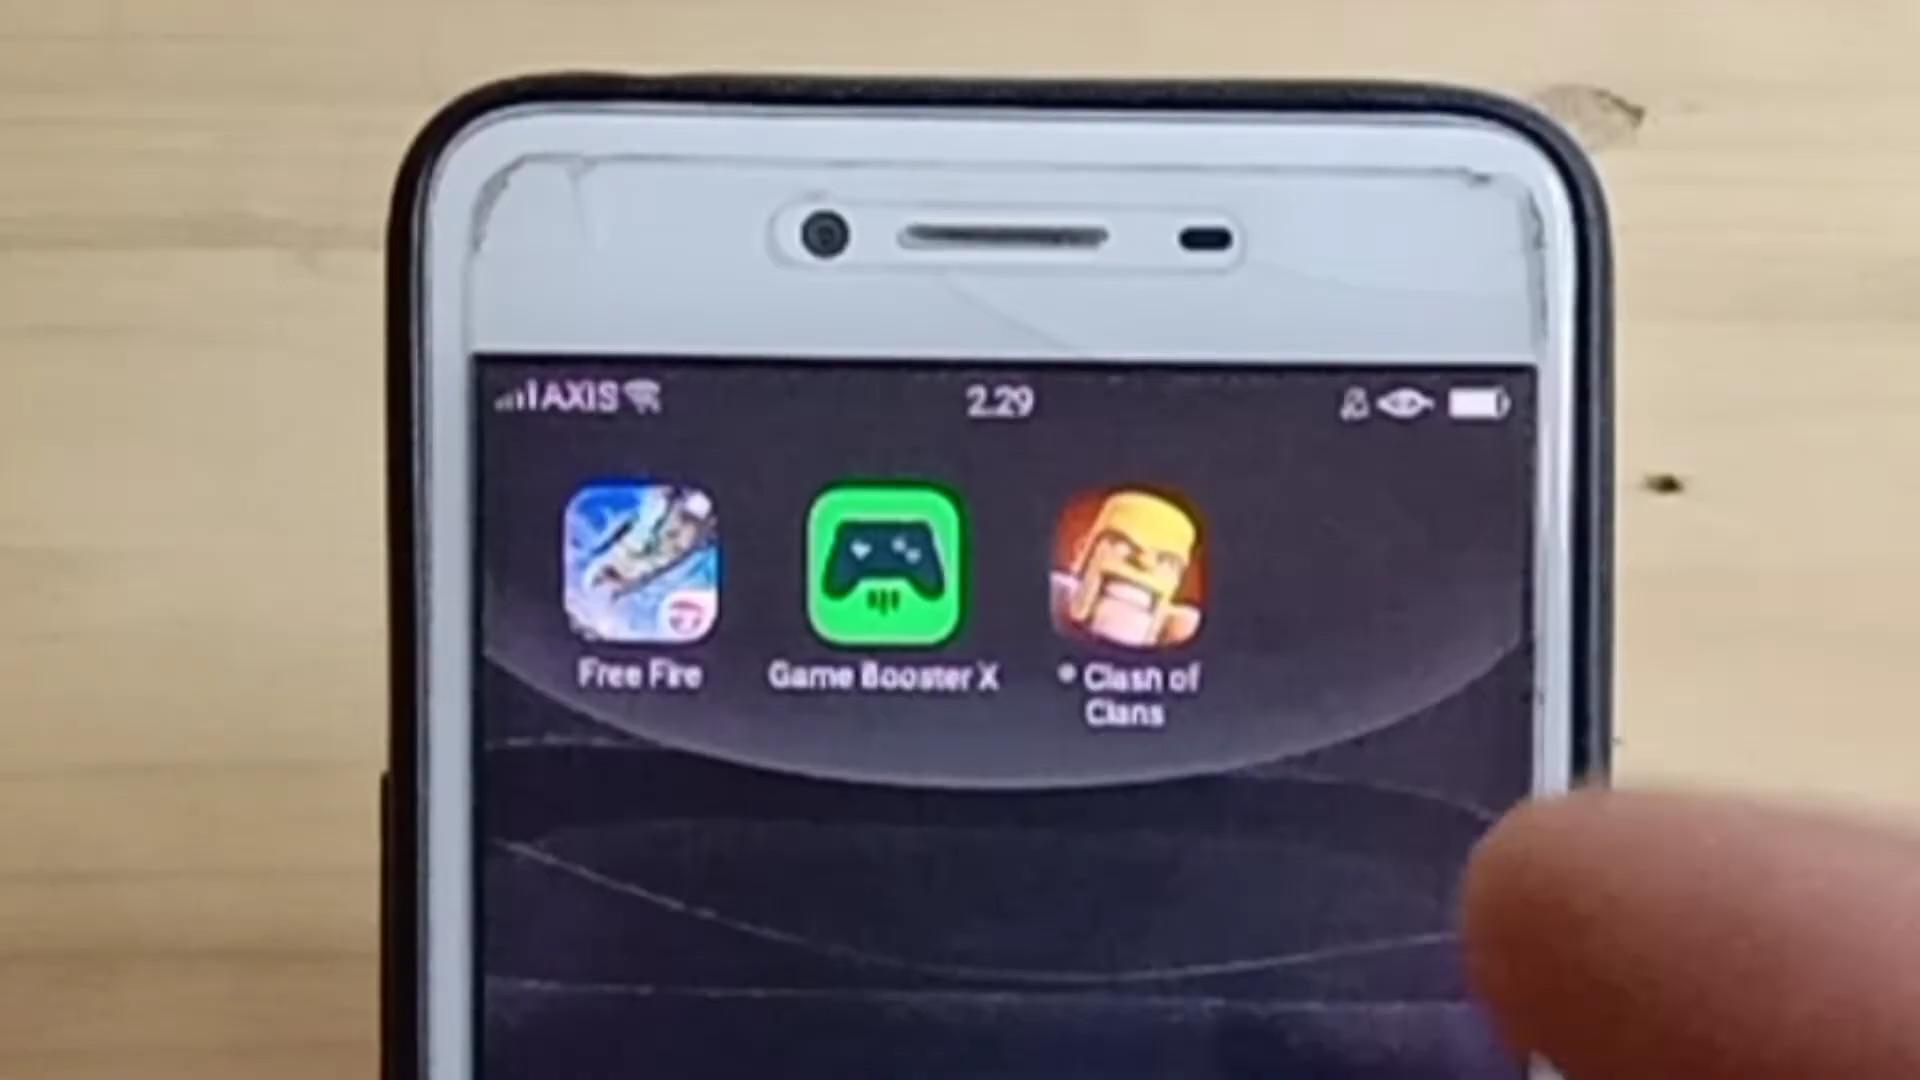 AXIS
2.29
Free Fire
Game Booster X
Clash of
Clans